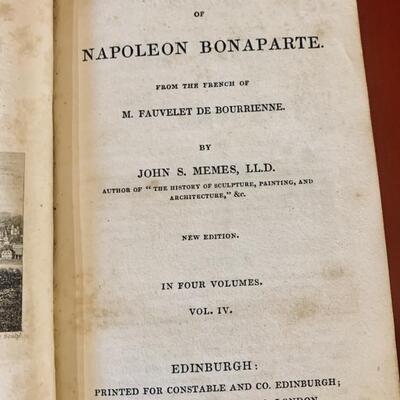 OF
NAPOLEON BONAPARTE.
FROM THE FRENCH OF
M. FAUVELET DE BOURRIENNE.
BY
JOHN S. MEMES, LL.D.
AUTHOR OF "THE HISTORY OF SCULPTURE, PAINTING, AND
ARCHITECTURE," &c.
NEW EDITION.
IN FOUR VOLUMES.
VOL. IV.
EDINBURGH:
PRINTED FOR CONSTABLE AND CO. EDINBURGH;
LONDON